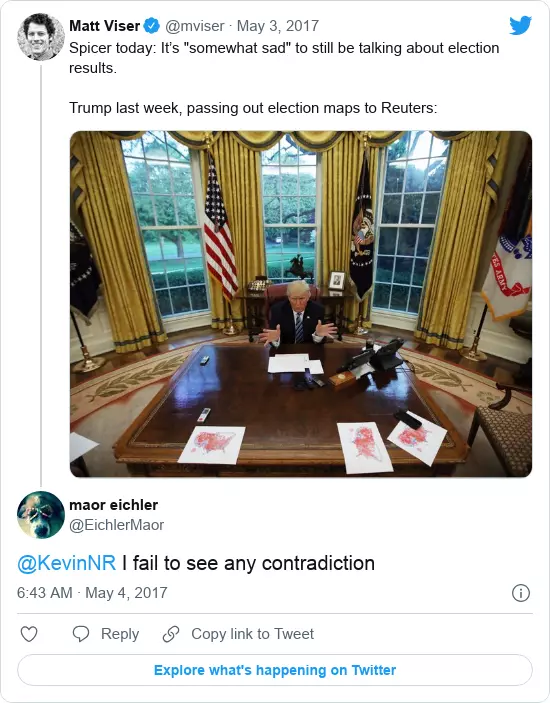 Matt Viser @mviser · May 3, 2017
Spicer today: It’s "somewhat sad" to still be talking about election
results.
Trump last week, passing out election maps to Reuters:
maor eichler
@EichlerMaor
@KevinNR I fail to see any contradiction
6:43 AM · May 4, 2017
Reply
Copy link to Tweet
Explore what's happening on Twitter